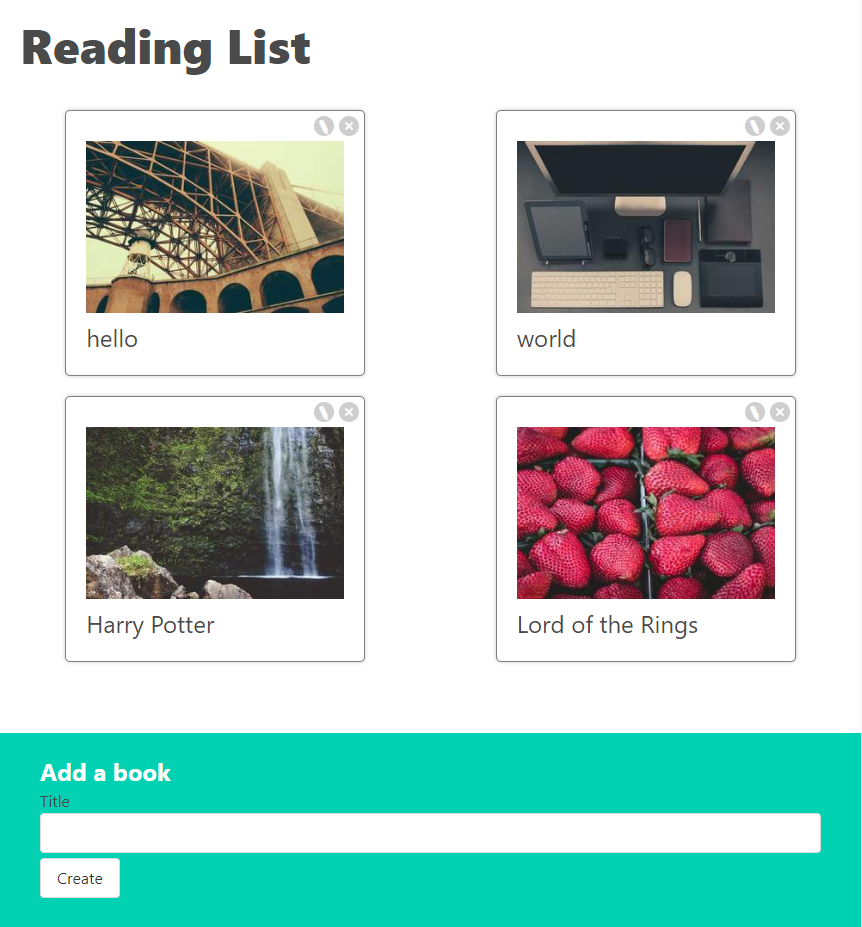 Reading List
hello
world
Harry Potter
Lord of the Rings
Add a book
Title
Create